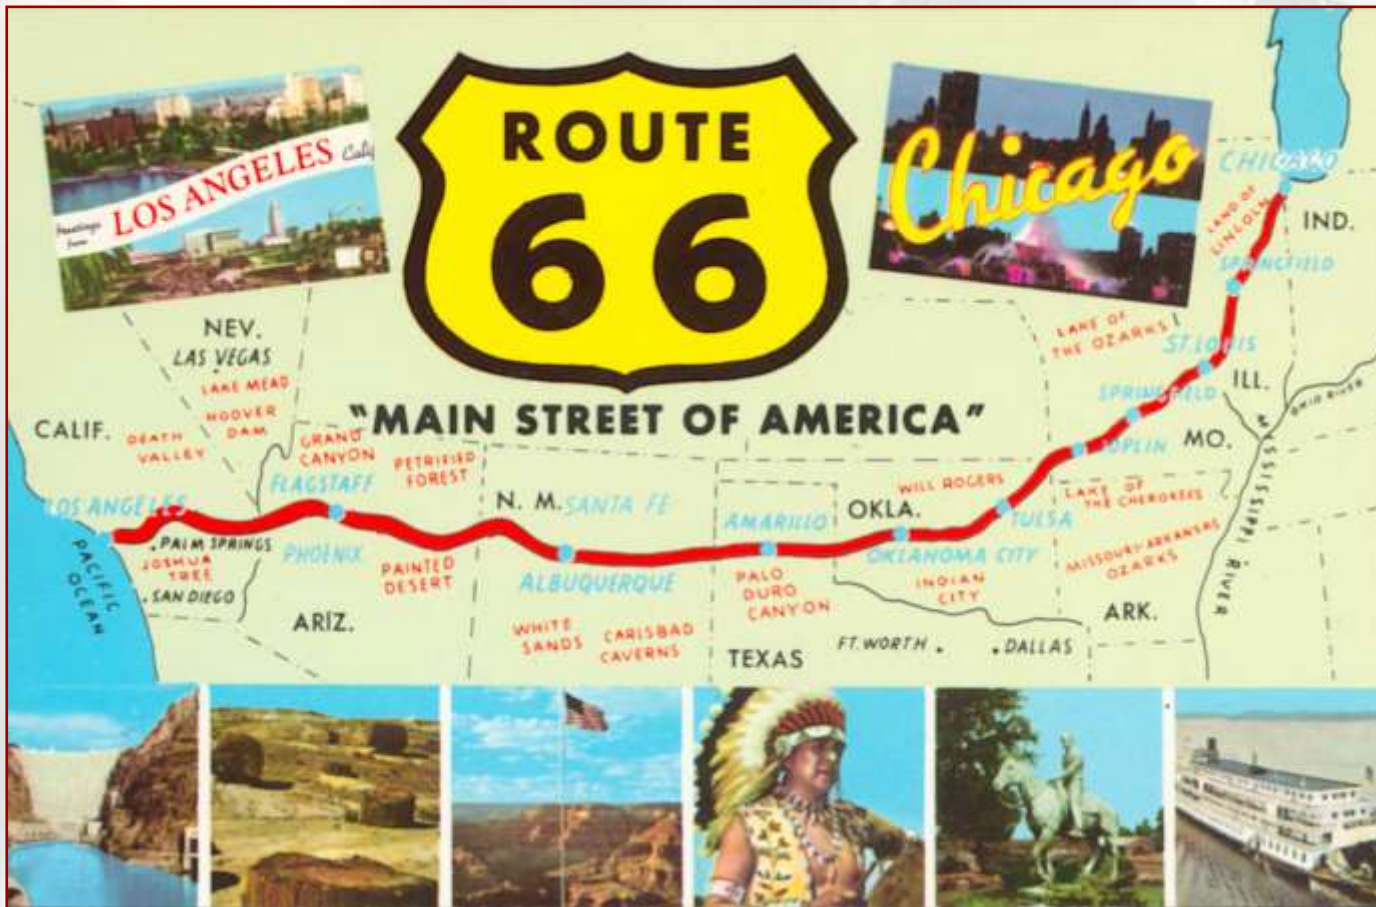 ROUTE
66
"MAIN STREET OF AMERICA"
Greetings
from
LOS ANGELES
Calif
Chicago
CHICAGO
LAND OF
LINCOLN
IND.
SPRINGFIELD
LAKE OF
THE OZARKS
ST. LOUIS
SPRINGFIELD
ILL.
OHIO RIVER
JOPLIN
MO.
MISSISSIPPI RIVER
NEV.
LAS VEGAS
LAKE MEAD
HOOVER
DAM
CALIF.
DEATH
VALLEY
GRAND
CANYON
PETRIFIED
FOREST
FLAGSTAFF
LOS ANGELES
N. M.
SANTA FE
AMARILLO
OKLA.
WILL ROGERS
TULSA
LAKE OF
THE CHEROKEES
PACIFIC
OCEAN
PALM SPRINGS
JOSHUA
TREE
SAN DIEGO
PHOENIX
PAINTED
DESERT
ARIZ.
ALBUQUERQUE
WHITE
SANDS
CARLSBAD
CAVERNS
PALO
DURO
CANYON
OKLAHOMA CITY
INDIAN
CITY
MISSOURI-ARKANSAS
OZARKS
ARK.
TEXAS
FT. WORTH
DALLAS